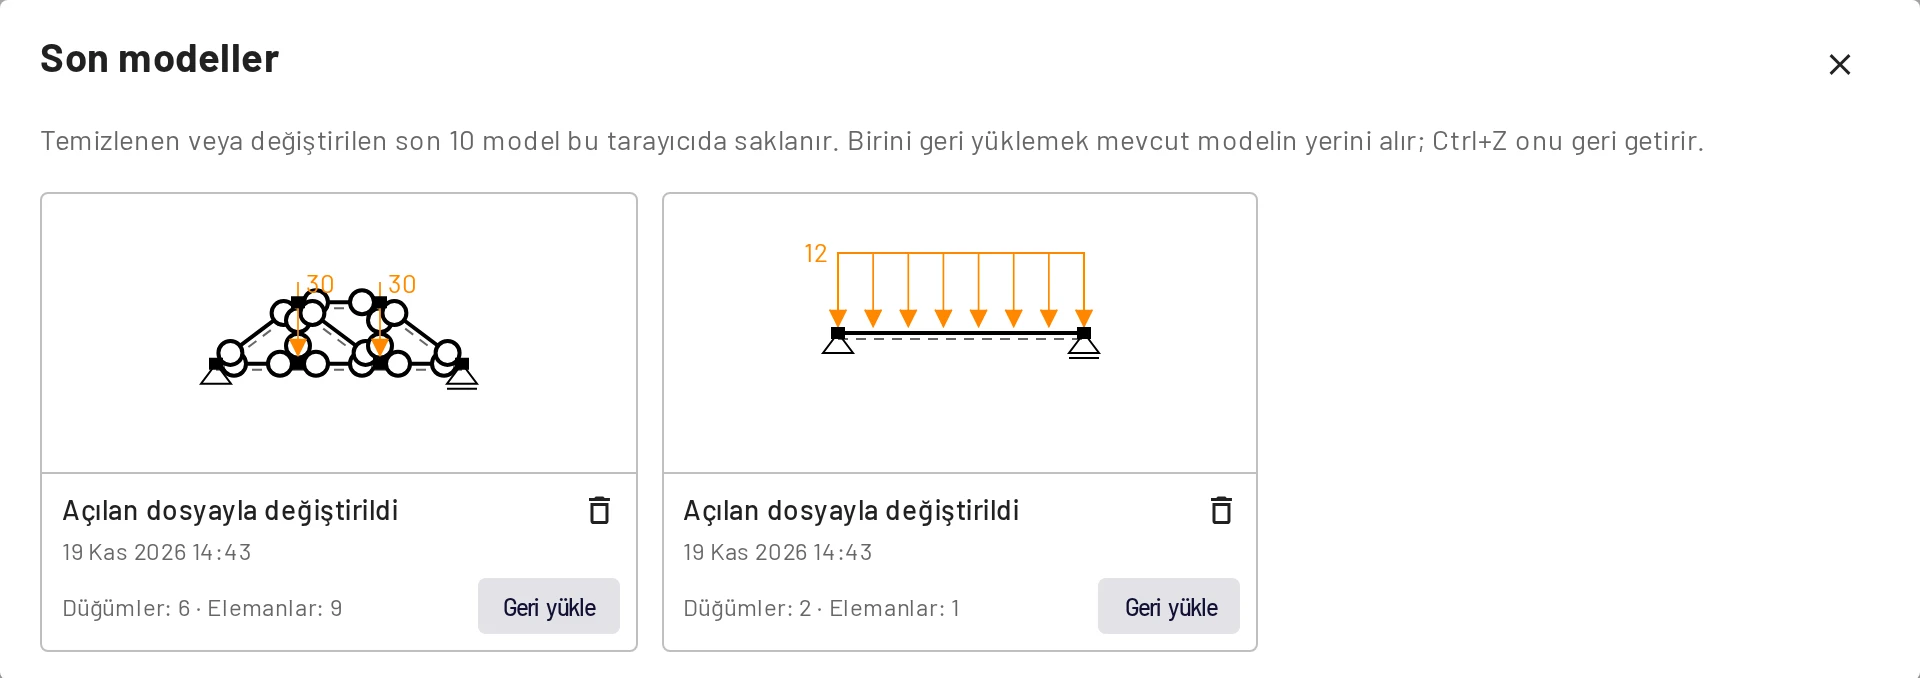 Son modeller
Temizlenen veya değiştirilen son 10 model bu tarayıcıda saklanır. Birini geri yüklemek mevcut modelin yerini alır; Ctrl+Z onu geri getirir.
30 30
Açılan dosyayla değiştirildi
19 Kas 2026 14:43
Düğümler: 6 · Elemanlar: 9
Geri yükle
12
Açılan dosyayla değiştirildi
19 Kas 2026 14:43
Düğümler: 2 · Elemanlar: 1
Geri yükle